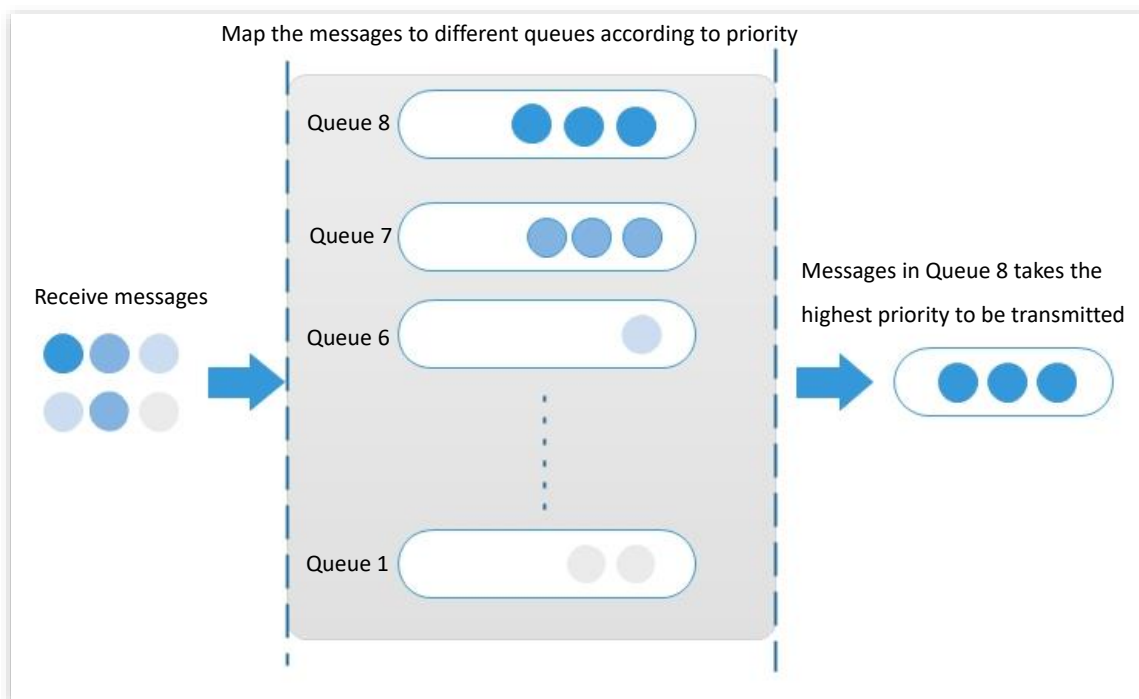 Map the messages to different queues according to priority
Queue 8
Queue 7
Receive messages
Queue 6
Queue 1
Messages in Queue 8 takes the
highest priority to be transmitted